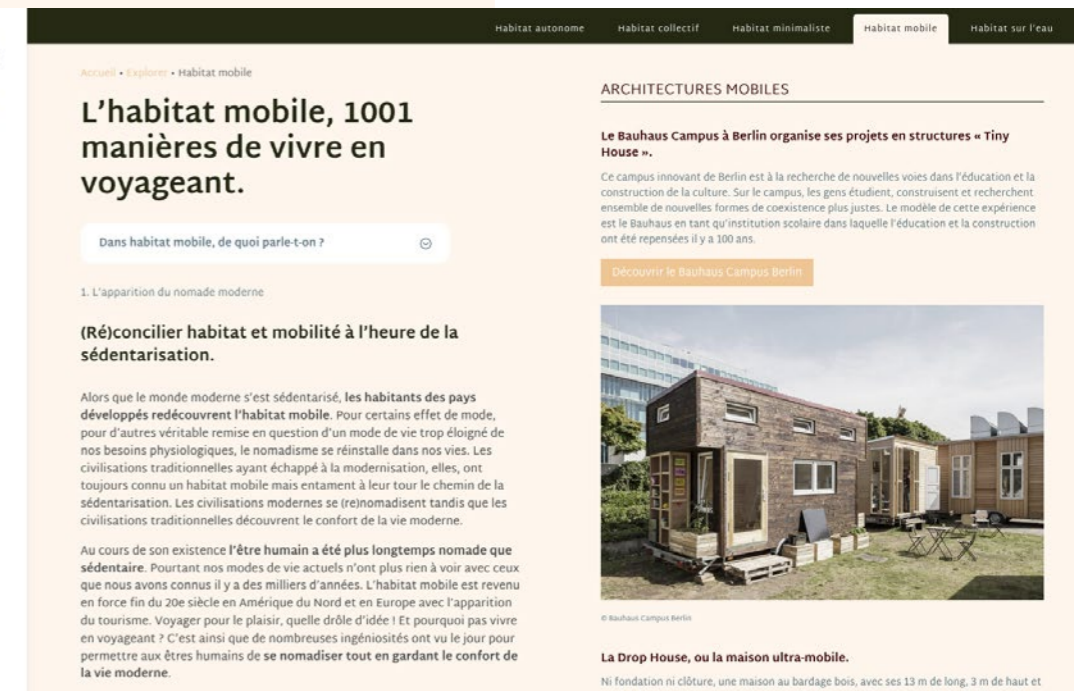 Habitat autonome
Habitat collectif
Habitat minimaliste
Habitat mobile
Habitat sur l'eau
Accueil • Explorer • Habitat mobile
L'habitat mobile, 1001
manières de vivre en
voyageant.
Dans habitat mobile, de quoi parle-t-on ?
1. L'apparition du nomade moderne
(Ré)concilier habitat et mobilité à l'heure de la
sédentarisation.
Alors que le monde moderne s'est sédentarisé, les habitants des pays
développés redécouvrent l'habitat mobile. Pour certains effet de mode,
pour d'autres véritable remise en question d'un mode de vie trop éloigné de
nos besoins physiologiques, le nomadisme se réinstalle dans nos vies. Les
civilisations traditionnelles ayant échappé à la modernisation, elles, ont
toujours connu un habitat mobile mais entament à leur tour le chemin de la
sédentarisation. Les civilisations modernes se (re)nomadisent tandis que les
civilisations traditionnelles découvrent le confort de la vie moderne.
Au cours de son existence l'être humain a été plus longtemps nomade que
sédentaire. Pourtant nos modes de vie actuels n'ont plus rien à voir avec ceux
que nous avons connus il y a des milliers d'années. L'habitat mobile est revenu
en force fin du 20e siècle en Amérique du Nord et en Europe avec l'apparition
du tourisme. Voyager pour le plaisir, quelle drôle d'idée ! Et pourquoi pas vivre
en voyageant ? C'est ainsi que de nombreuses ingéniosités ont vu le jour pour
permettre aux êtres humains de se nomadiser tout en gardant le confort de
la vie moderne.
ARCHITECTURES MOBILES
Le Bauhaus Campus à Berlin organise ses projets en structures « Tiny
House ».
Ce campus innovant de Berlin est à la recherche de nouvelles voies dans l'éducation et la
construction de la culture. Sur le campus, les gens étudient, construisent et recherchent
ensemble de nouvelles formes de coexistence plus justes. Le modèle de cette expérience
est le Bauhaus en tant qu'institution scolaire dans laquelle l'éducation et la construction
ont été repensées il y a 100 ans.
Découvrir le Bauhaus Campus Berlin
© Bauhaus Campus Berlin
La Drop House, ou la maison ultra-mobile.
Ni fondation ni clôture, une maison au bardage bois, avec ses 13 m de long, 3 m de haut et